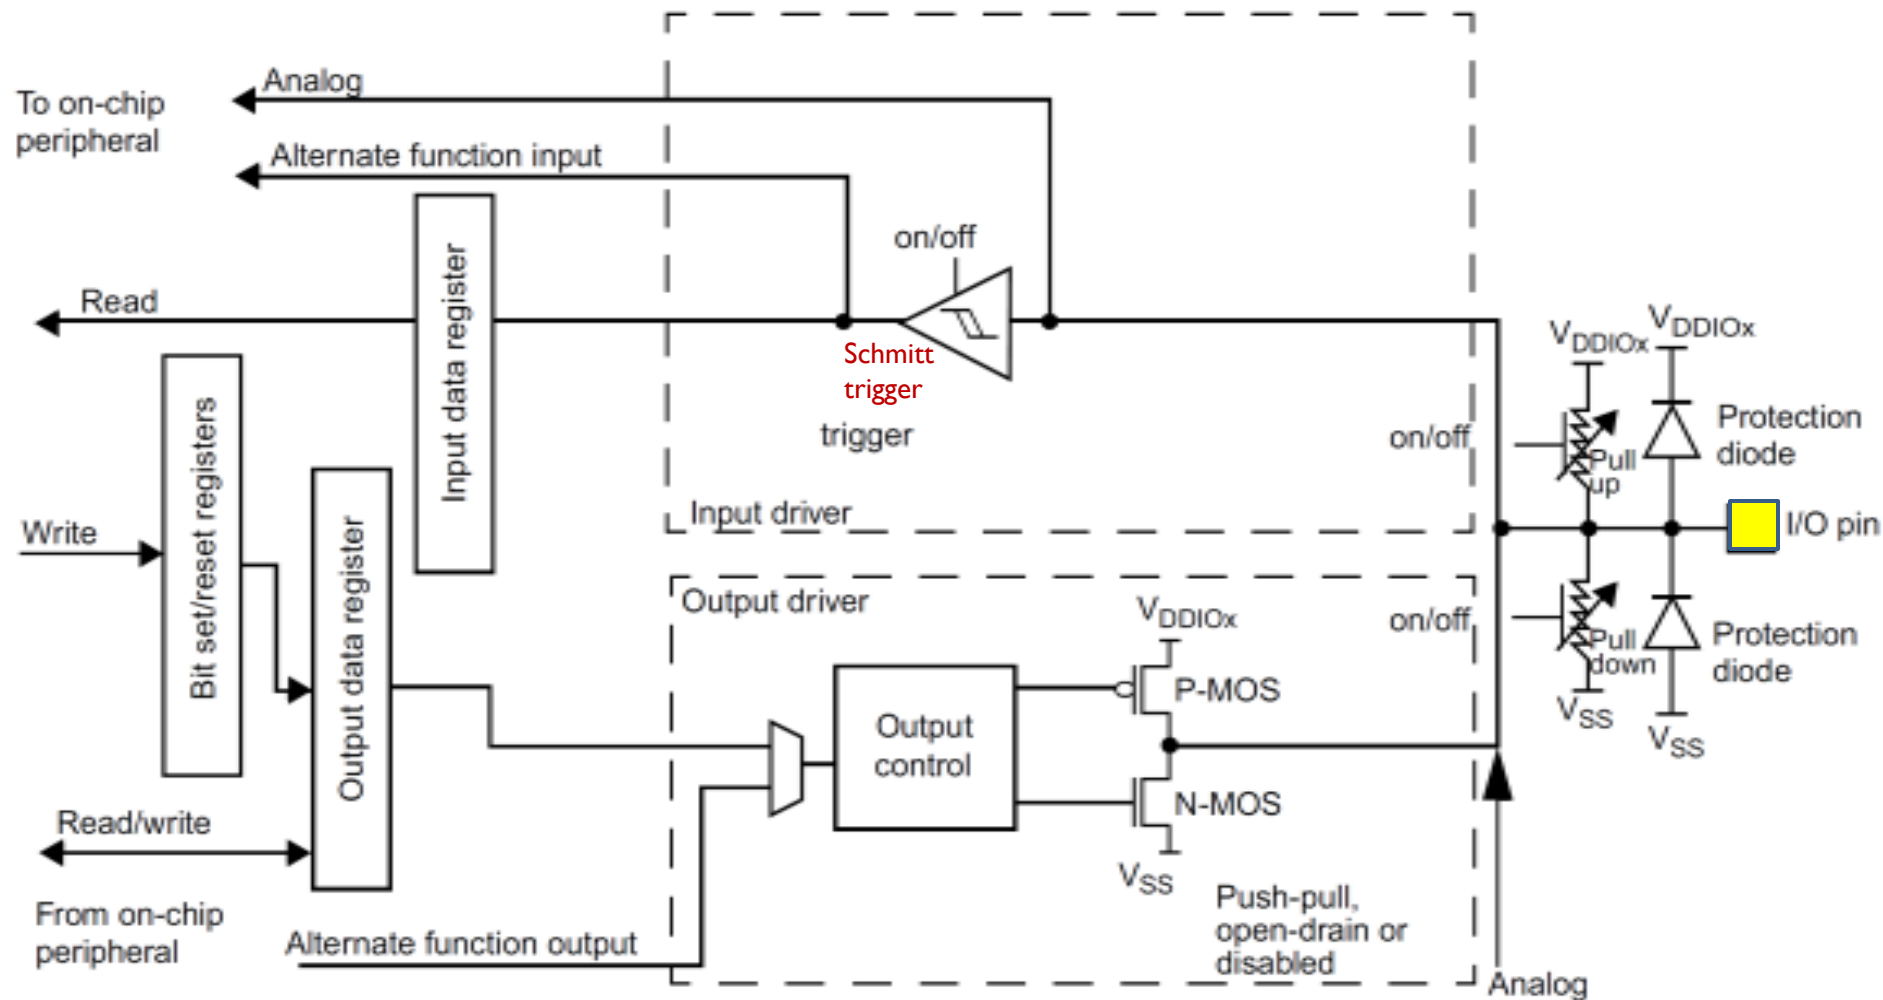 Analog
To on-chip
peripheral
Alternate function input
on/off
Read
Input data register
Schmitt
trigger
trigger
Input driver
VDDIOx
VDDIOx
on/off
Pull
up
Protection
diode
I/O pin
Write
Bit set/reset registers
Output data register
Output driver
VDDIOx
on/off
Pull
down
Protection
diode
VSS
VSS
P-MOS
Output
control
N-MOS
VSS
Read/write
From on-chip
peripheral
Alternate function output
Push-pull,
open-drain or
disabled
Analog